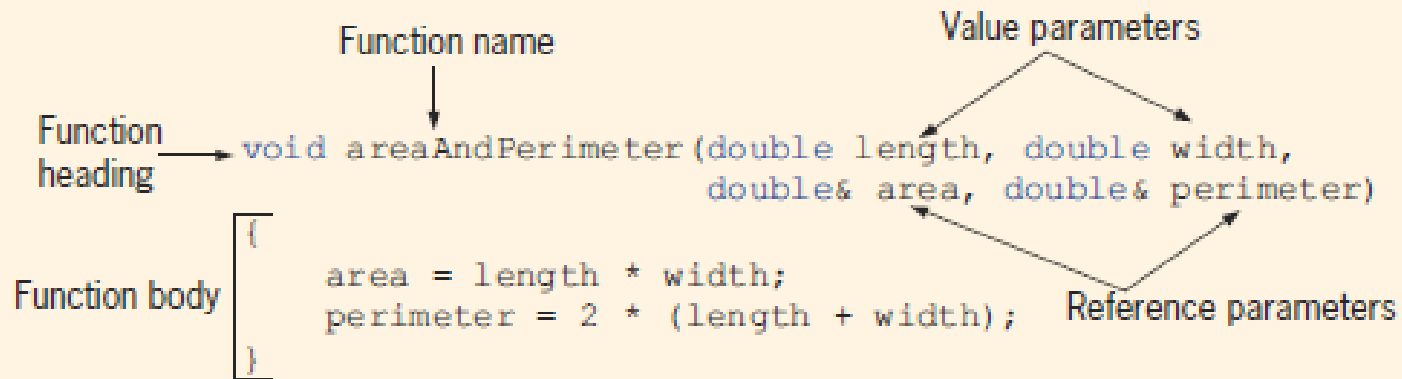 Function name
Value parameters
Function
heading
void areaAndPerimeter(double length, double width,
double& area, double& perimeter)
{
Function body
area = length * width;
perimeter = 2 * (length + width);
Reference parameters
}